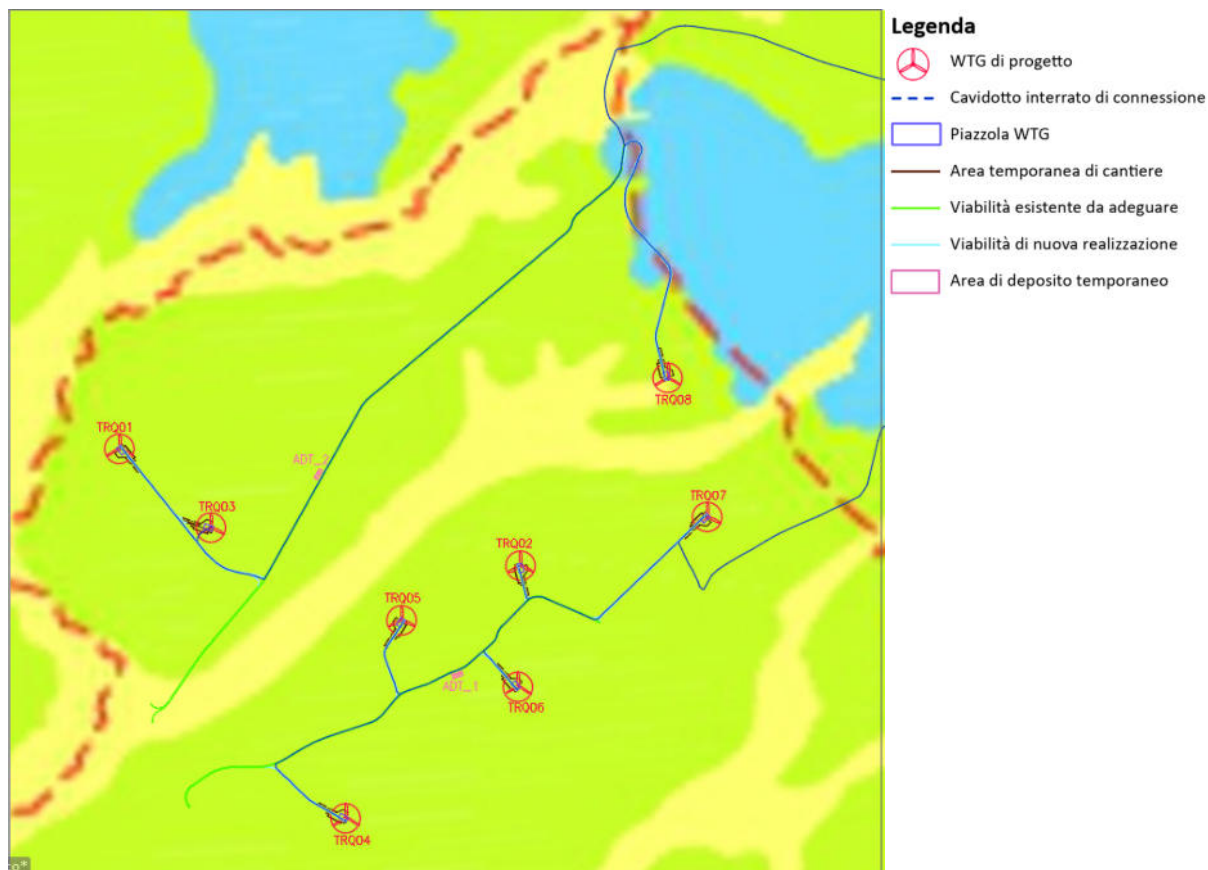 Legenda
WTG di progetto
Cavidotto interrato di connessione
Piazzola WTG
Area temporanea di cantiere
Viabilità esistente da adeguare
Viabilità di nuova realizzazione
Area di deposito temporaneo
TRQ08
TRQ01
ADT_2
TRQ03
TRQ07
TRQ02
TRQ05
ADT_1
TRQ06
TRQ04